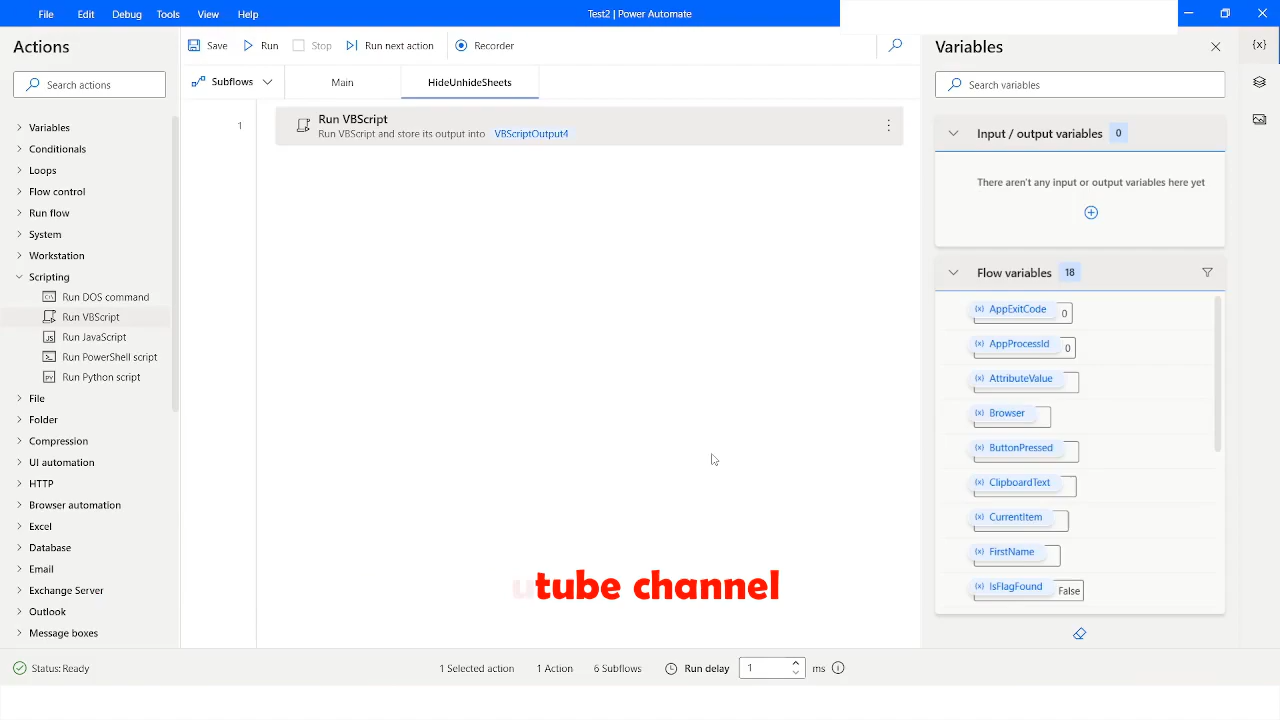 File Edit Debug Tools View Help
Test2 | Power Automate
Actions
Search actions
Variables
Conditionals
Loops
Flow control
Run flow
System
Workstation
Scripting
Run DOS command
Run VBScript
Run JavaScript
Run PowerShell script
Run Python script
File
Folder
Compression
UI automation
HTTP
Browser automation
Excel
Database
Email
Exchange Server
Outlook
Message boxes
Save Run Stop Run next action Recorder
Subflows Main HideUnhideSheets
1
Run VBScript
Run VBScript and store its output into VBScriptOutput4
utube channel
Variables
{x}
Search variables
Input / output variables 0
There aren't any input or output variables here yet
Flow variables 18
(x) AppExitCode 0
(x) AppProcessId 0
(x) AttributeValue
(x) Browser
(x) ButtonPressed
(x) ClipboardText
(x) CurrentItem
(x) FirstName
(x) IsFlagFound False
Status: Ready 1 Selected action 1 Action 6 Subflows Run delay 1 ms